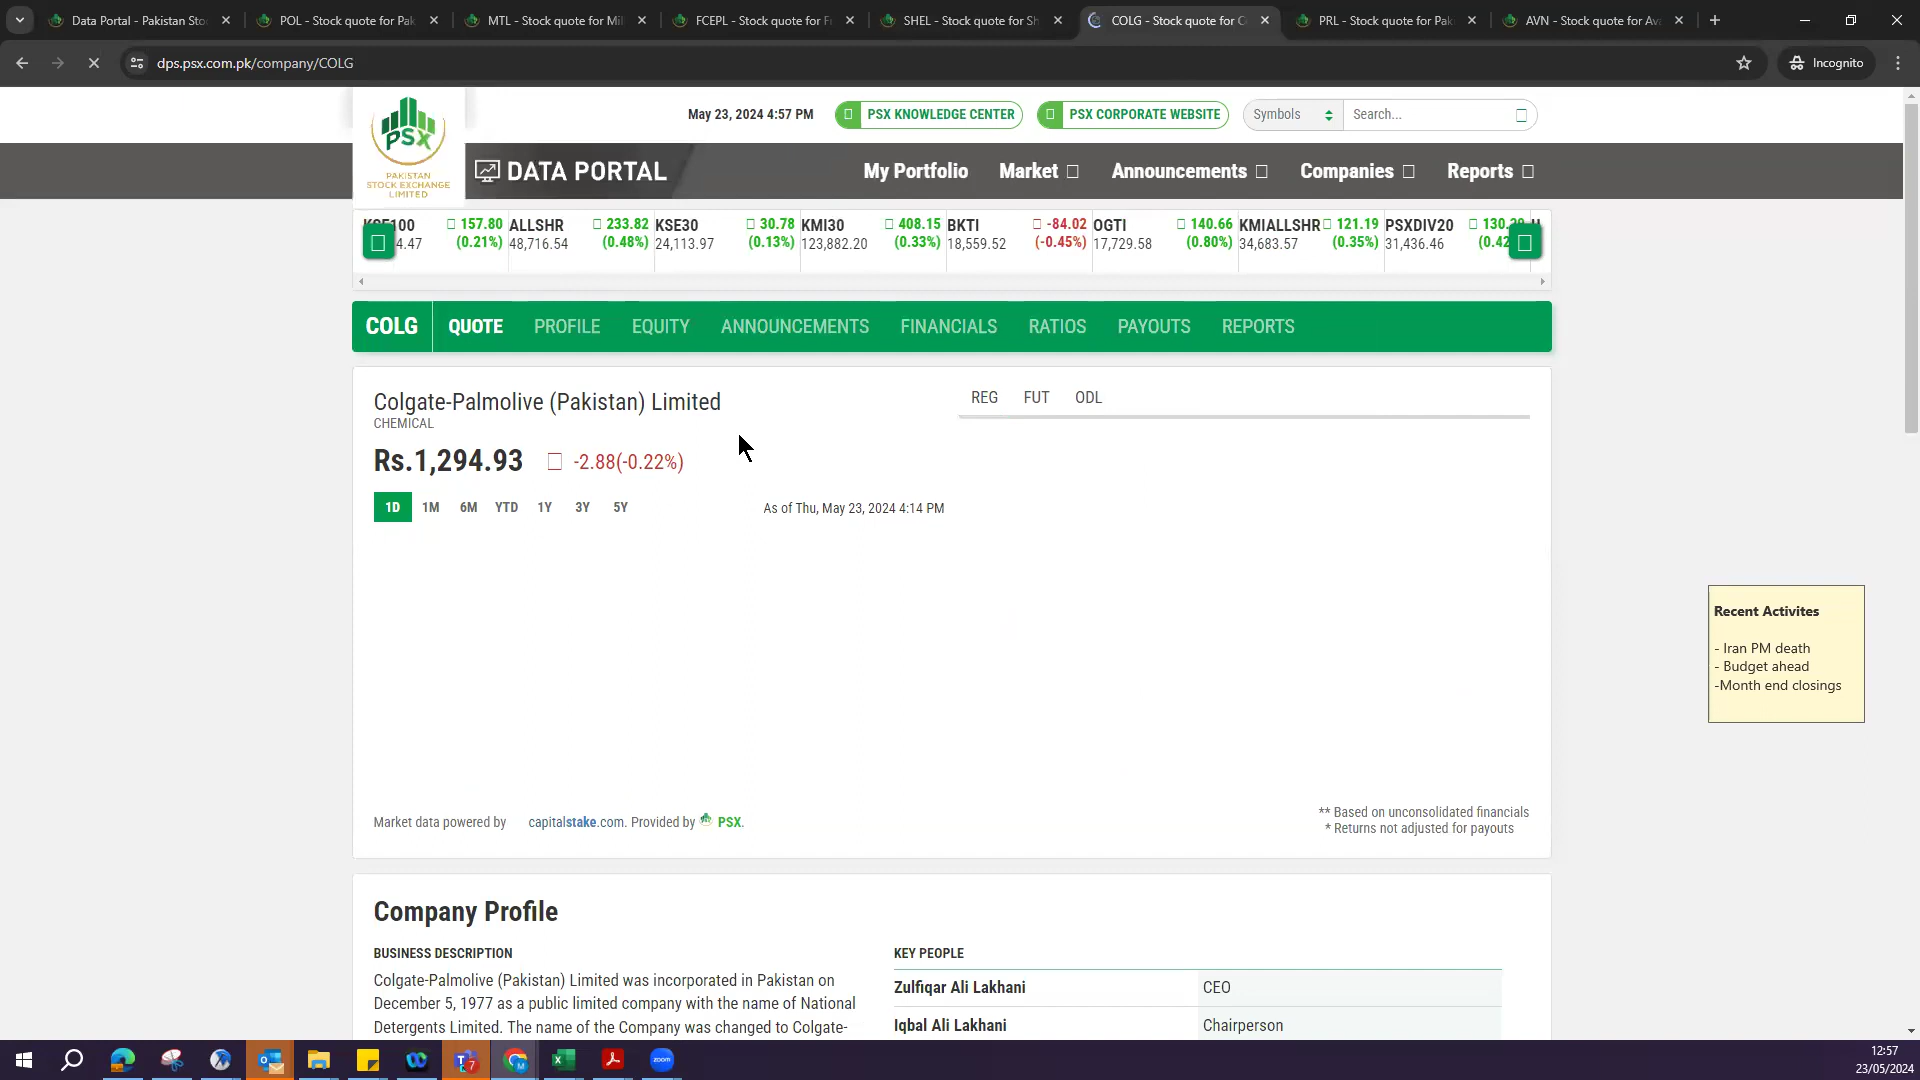 Data Portal - Pakistan Sto
POL - Stock quote for Pak
MTL - Stock quote for Mil
FCEPL - Stock quote for F
SHEL - Stock quote for Sh
COLG - Stock quote for C
PRL - Stock quote for Pak
AVN - Stock quote for Ava
dps.psx.com.pk/company/COLG
Incognito
PSX
PAKISTAN
STOCK EXCHANGE
LIMITED
May 23, 2024 4:57 PM
PSX KNOWLEDGE CENTER
PSX CORPORATE WEBSITE
Symbols
Search...
DATA PORTAL
My Portfolio
Market
Announcements
Companies
Reports
KSE100 157.80
4.47 (0.21%)
ALLSHR 233.82
48,716.54 (0.48%)
KSE30 30.78
24,113.97 (0.13%)
KMI30 408.15
123,882.20 (0.33%)
BKTI -84.02
18,559.52 (-0.45%)
OGTI 140.66
17,729.58 (0.80%)
KMIALLSHR 121.19
34,683.57 (0.35%)
PSXDIV20
31,436.46 (0.42
COLG
QUOTE
PROFILE
EQUITY
ANNOUNCEMENTS
FINANCIALS
RATIOS
PAYOUTS
REPORTS
Colgate-Palmolive (Pakistan) Limited
CHEMICAL
Rs.1,294.93 -2.88(-0.22%)
1D 1M 6M YTD 1Y 3Y 5Y
As of Thu, May 23, 2024 4:14 PM
REG FUT ODL
Market data powered by capitalstake.com. Provided by PSX.
** Based on unconsolidated financials
* Returns not adjusted for payouts
Recent Activites
- Iran PM death
- Budget ahead
-Month end closings
Company Profile
BUSINESS DESCRIPTION
Colgate-Palmolive (Pakistan) Limited was incorporated in Pakistan on
December 5, 1977 as a public limited company with the name of National
Detergents Limited. The name of the Company was changed to Colgate-
KEY PEOPLE
Zulfiqar Ali Lakhani CEO
Iqbal Ali Lakhani Chairperson
7
zoom
12:57
23/05/2024